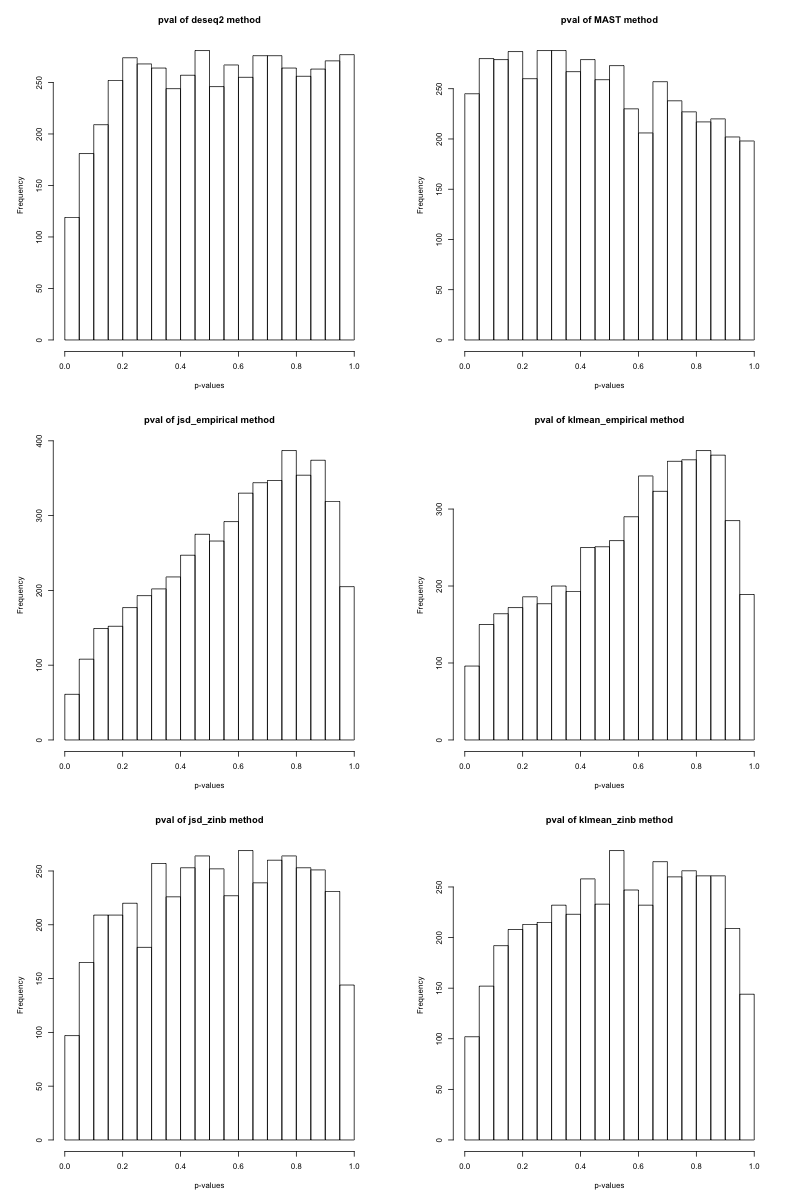 pval of deseq2 method
Frequency
0 50 100 150 200 250
0.0 0.2 0.4 0.6 0.8 1.0
p-values
pval of MAST method
Frequency
0 50 100 150 200 250
0.0 0.2 0.4 0.6 0.8 1.0
p-values
pval of jsd_empirical method
Frequency
0 100 200 300 400
0.0 0.2 0.4 0.6 0.8 1.0
p-values
pval of klmean_empirical method
Frequency
0 100 200 300
0.0 0.2 0.4 0.6 0.8 1.0
p-values
pval of jsd_zinb method
Frequency
0 50 100 150 200 250
0.0 0.2 0.4 0.6 0.8 1.0
p-values
pval of klmean_zinb method
Frequency
0 50 100 150 200 250
0.0 0.2 0.4 0.6 0.8 1.0
p-values